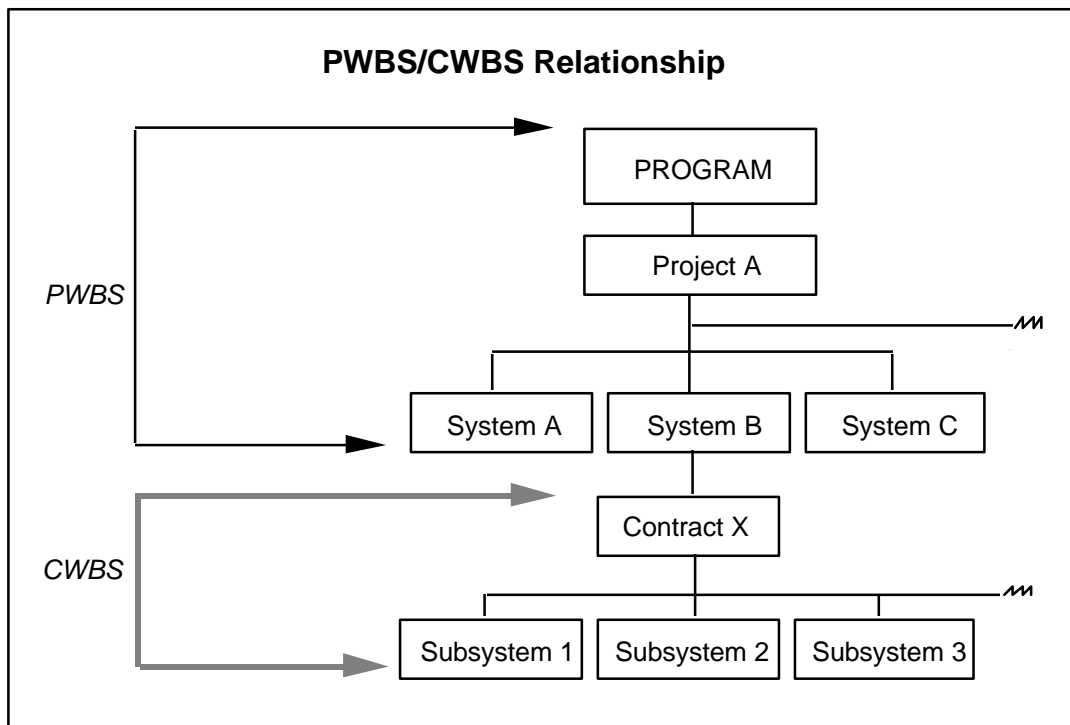 PWBS/CWBS Relationship
PROGRAM
Project A
PWBS
System A
System B
System C
Contract X
CWBS
Subsystem 1
Subsystem 2
Subsystem 3